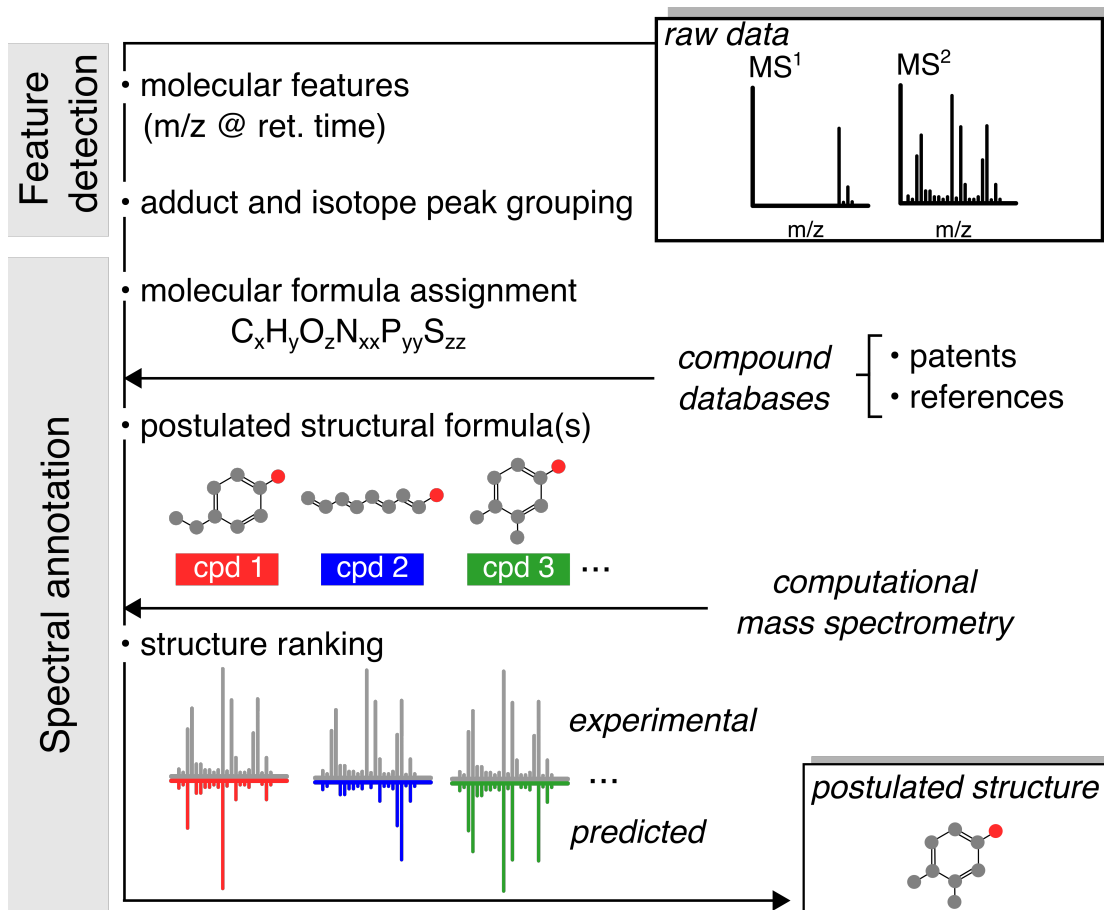 Feature
detection
raw data
MS¹
MS²
m/z
m/z
• molecular features
(m/z @ ret. time)
• adduct and isotope peak grouping
Spectral annotation
• molecular formula assignment
CxHyOzNxxPyySzz
compound
databases
• patents
• references
• postulated structural formula(s)
cpd 1
cpd 2
cpd 3
...
computational
mass spectrometry
• structure ranking
experimental
...
predicted
postulated structure